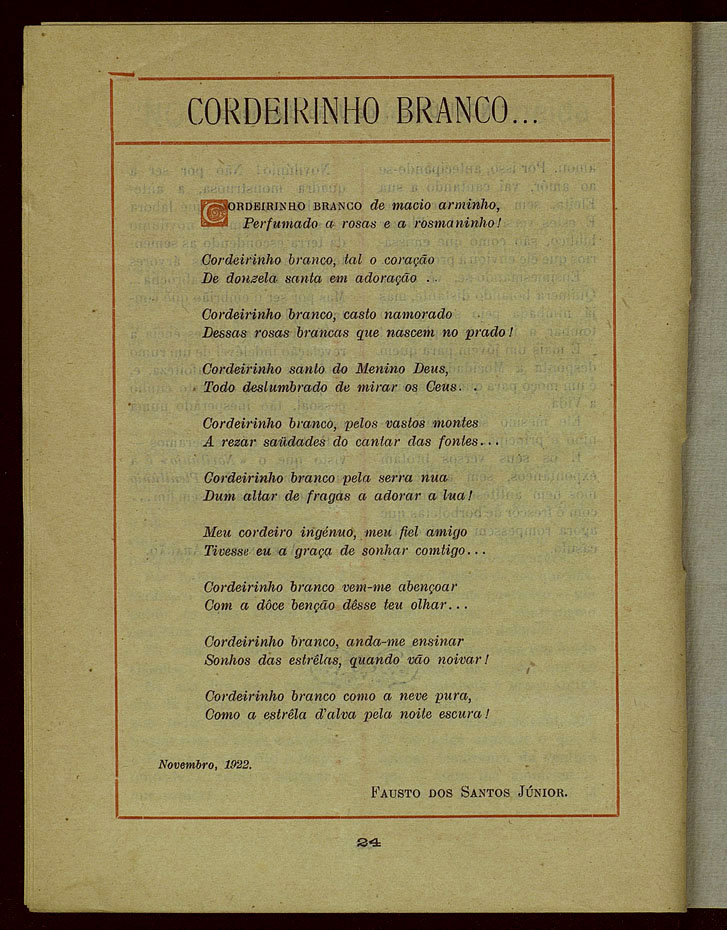 CORDEIRINHO BRANCO...
CORDEIRINHO BRANCO de macio arminho,
Perfumado a rosas e a rosmaninho!
Cordeirinho branco, tal o coração
De donzela santa em adoração ..
Cordeirinho branco, casto namorado
Dessas rosas brancas que nascem no prado!
Cordeirinho santo do Menino Deus,
Todo deslumbrado de mirar os Ceus. .
Cordeirinho branco, pelos vastos montes
A rezar saüdades do cantar das fontes...
Cordeirinho branco pela serra nua
Dum altar de fragas a adorar a lua!
Meu cordeiro ingénuo, meu fiel amigo
Tivesse eu a graça de sonhar comtigo...
Cordeirinho branco vem-me abençoar
Com a dôce benção dêsse teu olhar...
Cordeirinho branco, anda-me ensinar
Sonhos das estrêlas, quando vão noivar!
Cordeirinho branco como a neve pura,
Como a estrêla d'alva pela noite escura!
Novembro, 1922.
FAUSTO DOS SANTOS JÚNIOR.
24